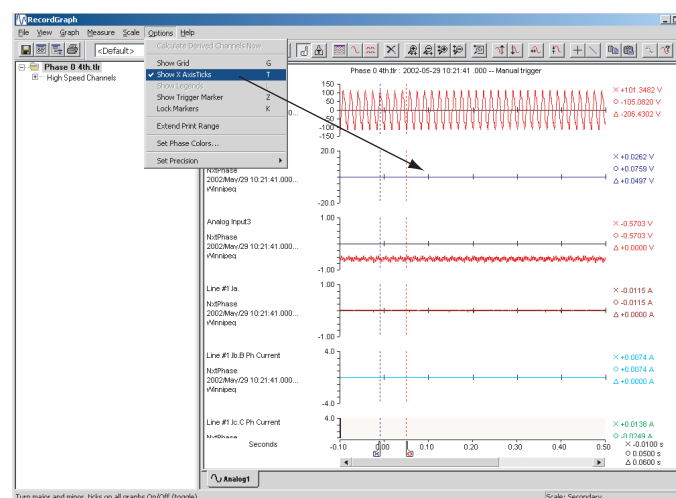 RecordGraph
File View Graph Measure Scale Options Help
<Default>
Calculate Derived Channels Now
Show Grid G
Show X AxisTicks T
Show Legends L
Show Trigger Marker Z
Lock Markers K
Extend Print Range
Set Phase Colors...
Set Precision
Phase 0 4th.tlr
High Speed Channels
Phase 0 4th.tlr : 2002-05-29 10:21:41 .000 -- Manual trigger
150
100
50
0
-50
-100
-150
×+101.3482 V
○-105.0820 V
△-206.4302 V
NxtPhase
2002/May/29 10:21:41.000...
Winnipeg
20.0
-20.0
×+0.0262 V
○+0.0759 V
△+0.0497 V
Analog Input3
NxtPhase
2002/May/29 10:21:41.000...
Winnipeg
1.00
-1.00
×-0.5703 V
○-0.5703 V
△+0.0000 V
Line #1 Ia.
NxtPhase
2002/May/29 10:21:41.000...
Winnipeg
1.00
-1.00
×-0.0115 A
○-0.0115 A
△+0.0000 A
Line #1 Ib.B Ph Current
NxtPhase
2002/May/29 10:21:41.000...
Winnipeg
4.0
-4.0
×+0.0074 A
○+0.0074 A
△+0.0000 A
Line #1 Ic.C Ph Current
NxtPhase
4.0
×+0.0138 A
○-0.0249 A
Seconds
-0.10 0.00 0.10 0.20 0.30 0.40 0.50
×-0.0100 s
○ 0.0500 s
△ 0.0600 s
Analog1
Turn major and minor ticks on all graphs On/Off (toggle)
Scale: Secondary